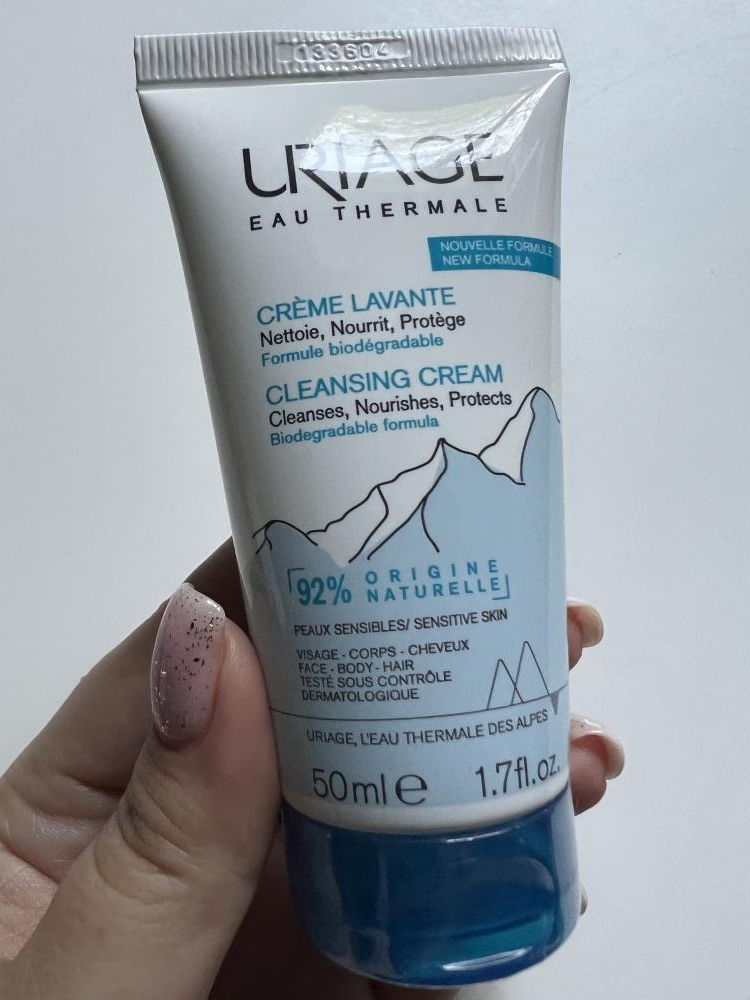 133604
URIAGE
EAU THERMALE
NOUVELLE FORMULE
NEW FORMULA
CRÈME LAVANTE
Nettoie, Nourrit, Protège
Formule biodégradable
CLEANSING CREAM
Cleanses, Nourishes, Protects
Biodegradable formula
92% ORIGINE
NATURELLE
PEAUX SENSIBLES/ SENSITIVE SKIN
VISAGE - CORPS - CHEVEUX
FACE - BODY - HAIR
TESTÉ SOUS CONTRÔLE
DERMATOLOGIQUE
URIAGE, L'EAU THERMALE DES ALPES
50ml e 1.7fl.oz.